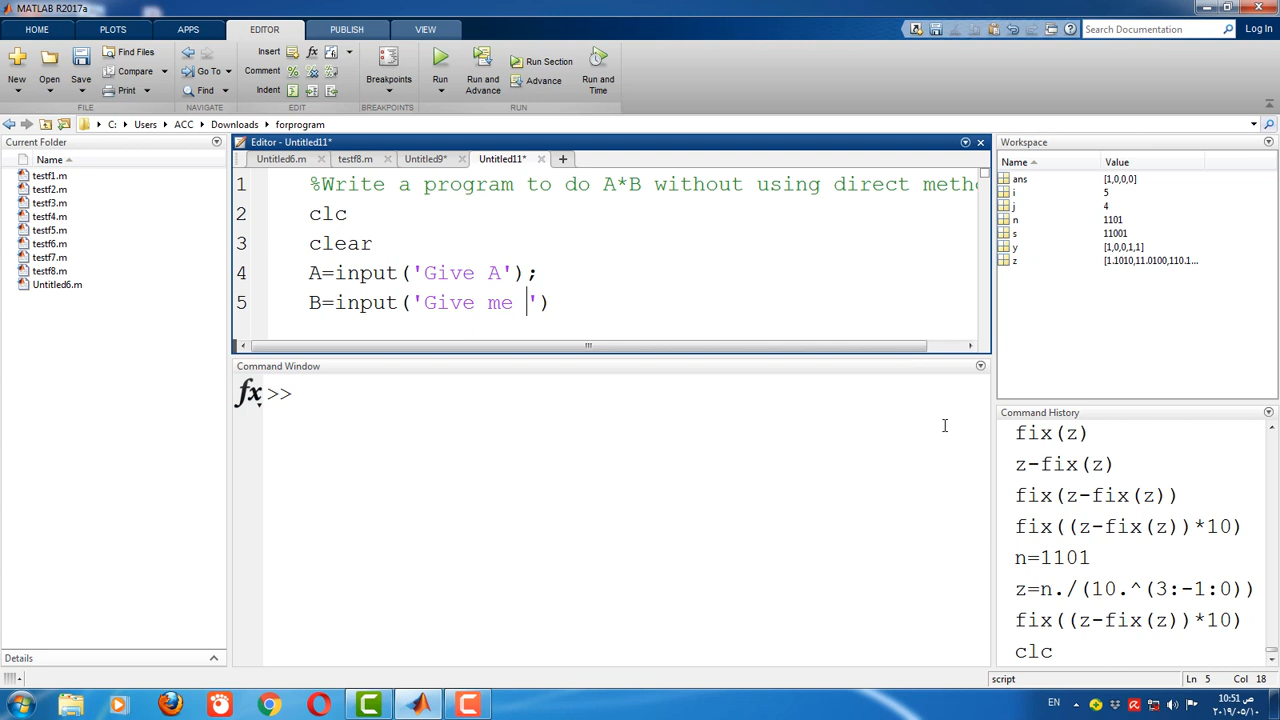 MATLAB R2017a
HOME PLOTS APPS EDITOR PUBLISH VIEW
Search Documentation
Log In
New Open Save Find Files Compare Print
Go To Find
Insert fx
Comment
Indent
Breakpoints
Run Run and Advance Run Section Advance Run and Time
FILE NAVIGATE EDIT BREAKPOINTS RUN
C: Users ACC Downloads forprogram
Current Folder
Name
testf1.m
testf2.m
testf3.m
testf4.m
testf5.m
testf6.m
testf7.m
testf8.m
Untitled6.m
Details
Editor - Untitled11*
Untitled6.m testf8.m Untitled9* Untitled11*
1 %Write a program to do A*B without using direct metho
2 clc
3 clear
4 A=input('Give A');
5 B=input('Give me ')
Command Window
fx >>
Workspace
Name Value
ans [1,0,0,0]
i 5
j 4
n 1101
s 11001
y [1,0,0,1,1]
z [1.1010,11.0100,110.1...
Command History
fix(z)
z-fix(z)
fix(z-fix(z))
fix((z-fix(z))*10)
n=1101
z=n./(10.^(3:-1:0))
fix((z-fix(z))*10)
clc
script Ln 5 Col 18
EN
10:51 ص
٢٠١٩/٠٥/١٠